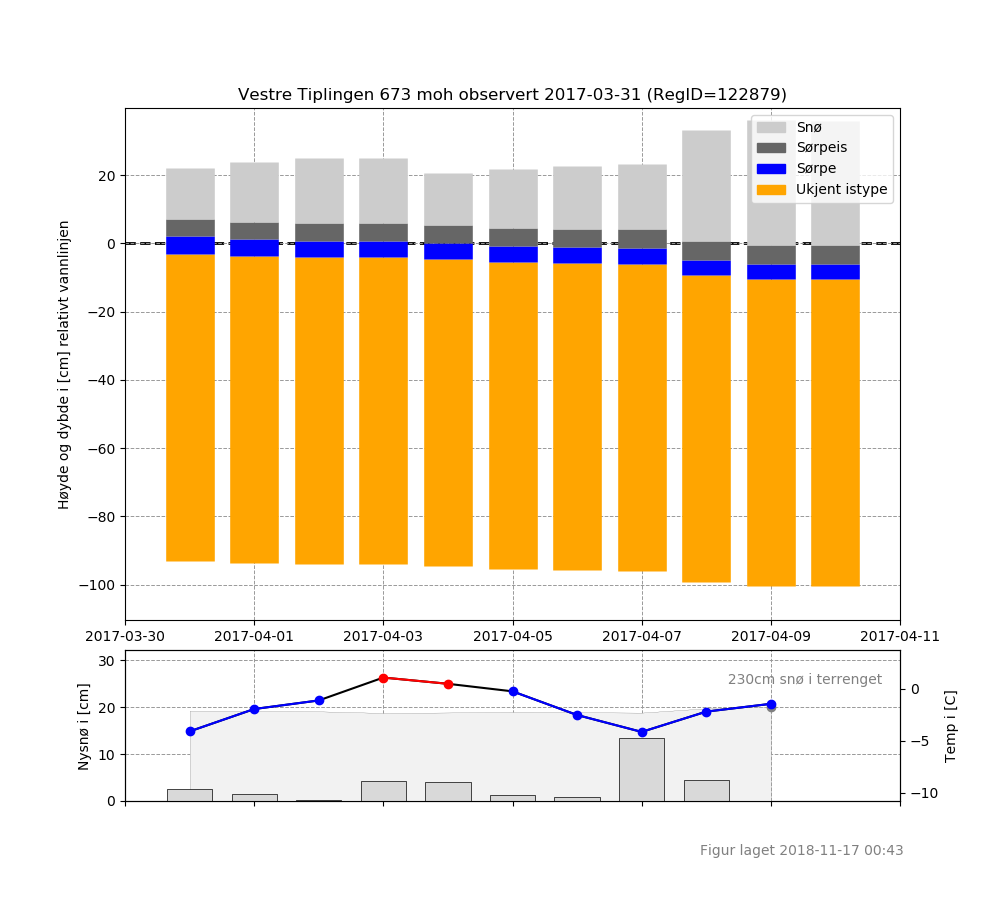 Vestre Tiplingen 673 moh observert 2017-03-31 (RegID=122879)
Høyde og dybde i [cm] relativt vannlinjen
20
0
−20
−40
−60
−80
−100
Snø
Sørpeis
Sørpe
Ukjent istype
2017-03-30 2017-04-01 2017-04-03 2017-04-05 2017-04-07 2017-04-09 2017-04-11
Nysnø i [cm]
30
20
10
0
230cm snø i terrenget
0
−5
−10
Temp i [C]
Figur laget 2018-11-17 00:43